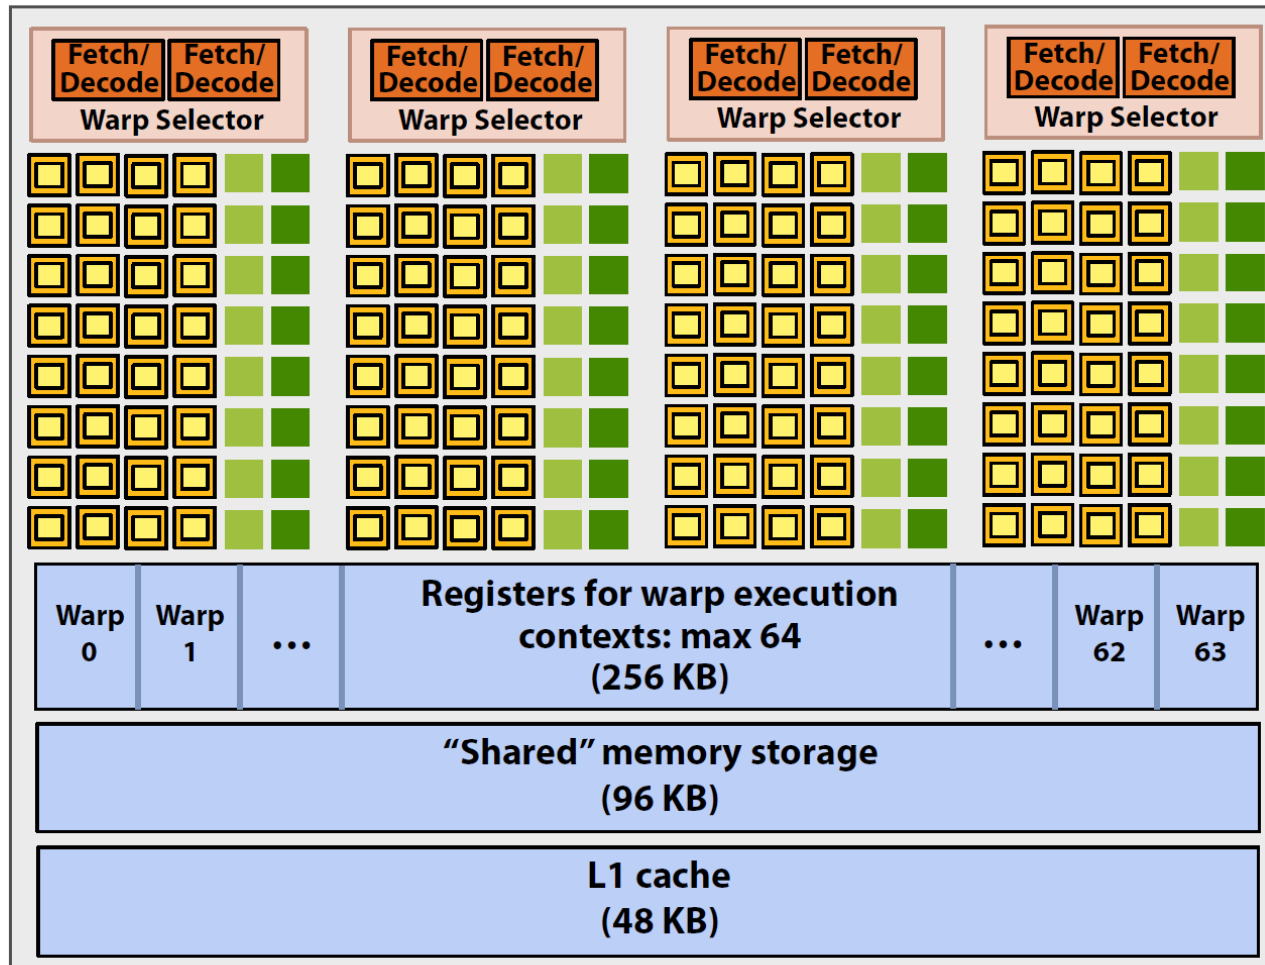 Fetch/ Fetch/
Decode Decode
Warp Selector
Fetch/ Fetch/
Decode Decode
Warp Selector
Fetch/ Fetch/
Decode Decode
Warp Selector
Fetch/ Fetch/
Decode Decode
Warp Selector
Warp
0
Warp
1
...
Registers for warp execution
contexts: max 64
(256 KB)
...
Warp
62
Warp
63
“Shared” memory storage
(96 KB)
L1 cache
(48 KB)